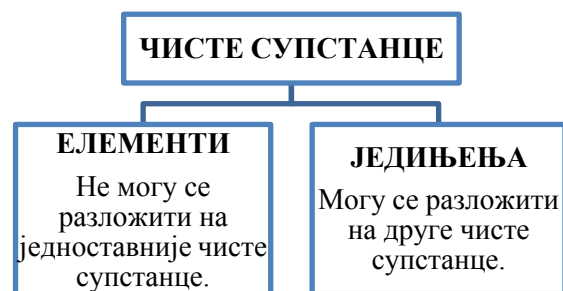 ЧИСТЕ СУПСТАНЦЕ
ЕЛЕМЕНТИ
Не могу се
разложити на
једноставније чисте
супстанце.
ЈЕДИЊЕЊА
Могу се разложити
на друге чисте
супстанце.